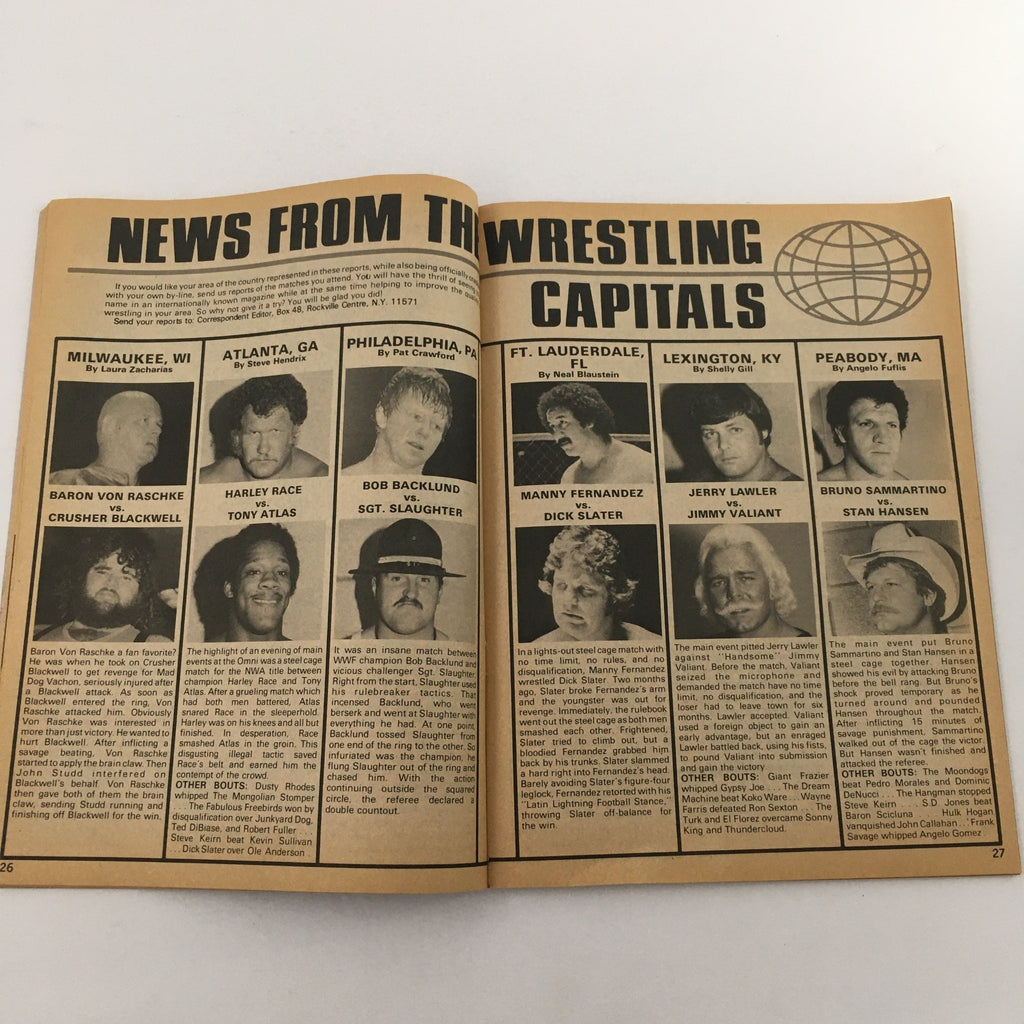 NEWS FROM TH
WRESTLING
CAPITALS
If you would like your area of the country represented in these reports, while also being officially
with your own by-line, send us reports of the matches you attend. You will have the thrill of seeing
name in an internationally known magazine while at the same time helping to improve the
wrestling in your area. So why not give it a try? You will be glad you did!
Send your reports to: Correspondent Editor, Box 48, Rockville Centre, N.Y. 11571
MILWAUKEE, WI
By Laura Zacharias
BARON VON RASCHKE
vs.
CRUSHER BLACKWELL
Baron Von Raschke a fan favorite?
He was when he took on Crusher
Blackwell to get revenge for Mad
Dog Vachon, seriously injured after
a Blackwell attack. As soon as
Blackwell entered the ring, Von
Raschke attacked him. Obviously
Von Raschke was interested in
more than just victory. He wanted to
hurt Blackwell. After inflicting a
savage beating, Von Raschke
started to apply the brain claw. Then
John Studd interfered on
Blackwell's behalf. Von Raschke
then gave both of them the brain
claw, sending Studd running and
finishing off Blackwell for the win.
ATLANTA, GA
By Steve Hendrix
HARLEY RACE
vs.
TONY ATLAS
The highlight of an evening of main
events at the Omni was a steel cage
match for the NWA title between
champion Harley Race and Tony
Atlas. After a grueling match which
had both men battered, Atlas
snared Race in the sleeperhold.
Harley was on his knees and all but
finished. In desperation, Race
smashed Atlas in the groin. This
disgusting illegal tactic saved
Race's belt and earned him the
contempt of the crowd.
OTHER BOUTS: Dusty Rhodes
whipped The Mongolian Stomper
. . . The Fabulous Freebirds won by
disqualification over Junkyard Dog,
Ted DiBiase, and Robert Fuller . . .
Steve Keirn beat Kevin Sullivan
. . . Dick Slater over Ole Anderson.
PHILADELPHIA, PA
By Pat Crawford
BOB BACKLUND
vs.
SGT. SLAUGHTER
It was an insane match between
WWF champion Bob Backlund and
vicious challenger Sgt. Slaughter.
Right from the start, Slaughter used
his rulebreaker tactics. That
incensed Backlund, who went
berserk and went at Slaughter with
everything he had. At one point,
Backlund tossed Slaughter from
one end of the ring to the other. So
infuriated was the champion, he
flung Slaughter out of the ring and
chased him. With the action
continuing outside the squared
circle, the referee declared a
double countout.
26
FT. LAUDERDALE,
FL
By Neal Blaustein
MANNY FERNANDEZ
vs.
DICK SLATER
In a lights-out steel cage match with
no time limit, no rules, and no
disqualification, Manny Fernandez
wrestled Dick Slater. Two months
ago, Slater broke Fernandez's arm
and the youngster was out for
revenge. Immediately, the rulebook
went out the steel cage as both men
smashed each other. Frightened,
Slater tried to climb out, but a
bloodied Fernandez grabbed him
back by his trunks. Slater slammed
a hard right into Fernandez's head.
Barely avoiding Slater's figure-four
leglock, Fernandez retorted with his
"Latin Lightning Football Stance,"
throwing Slater off-balance for
the win.
LEXINGTON, KY
By Shelly Gill
JERRY LAWLER
vs.
JIMMY VALIANT
The main event pitted Jerry Lawler
against "Handsome" Jimmy
Valiant. Before the match, Valiant
seized the microphone and
demanded the match have no time
limit, no disqualification, and the
loser had to leave town for six
months. Lawler accepted. Valiant
used a foreign object to gain an
early advantage, but an enraged
Lawler battled back, using his fists,
to pound Valiant into submission
and gain the victory.
OTHER BOUTS: Giant Frazier
whipped Gypsy Joe . . . The Dream
Machine beat Koko Ware . . . Wayne
Farris defeated Ron Sexton . . . The
Turk and El Florez overcame Sonny
King and Thundercloud.
PEABODY, MA
By Angelo Fuflis
BRUNO SAMMARTINO
vs.
STAN HANSEN
The main event put Bruno
Sammartino and Stan Hansen in a
steel cage together. Hansen
showed his evil by attacking Bruno
before the bell rang. But Bruno's
shock proved temporary as he
turned around and pounded
Hansen throughout the match.
After inflicting 15 minutes of
savage punishment, Sammartino
walked out of the cage the victor.
But Hansen wasn't finished and
attacked the referee.
OTHER BOUTS: The Moondogs
beat Pedro Morales and Dominic
DeNucci . . . The Hangman stopped
Steve Keirn . . . S.D. Jones beat
Baron Scicluna . . . Hulk Hogan
vanquished John Callahan . . . Frank
Savage whipped Angelo Gomez.
27